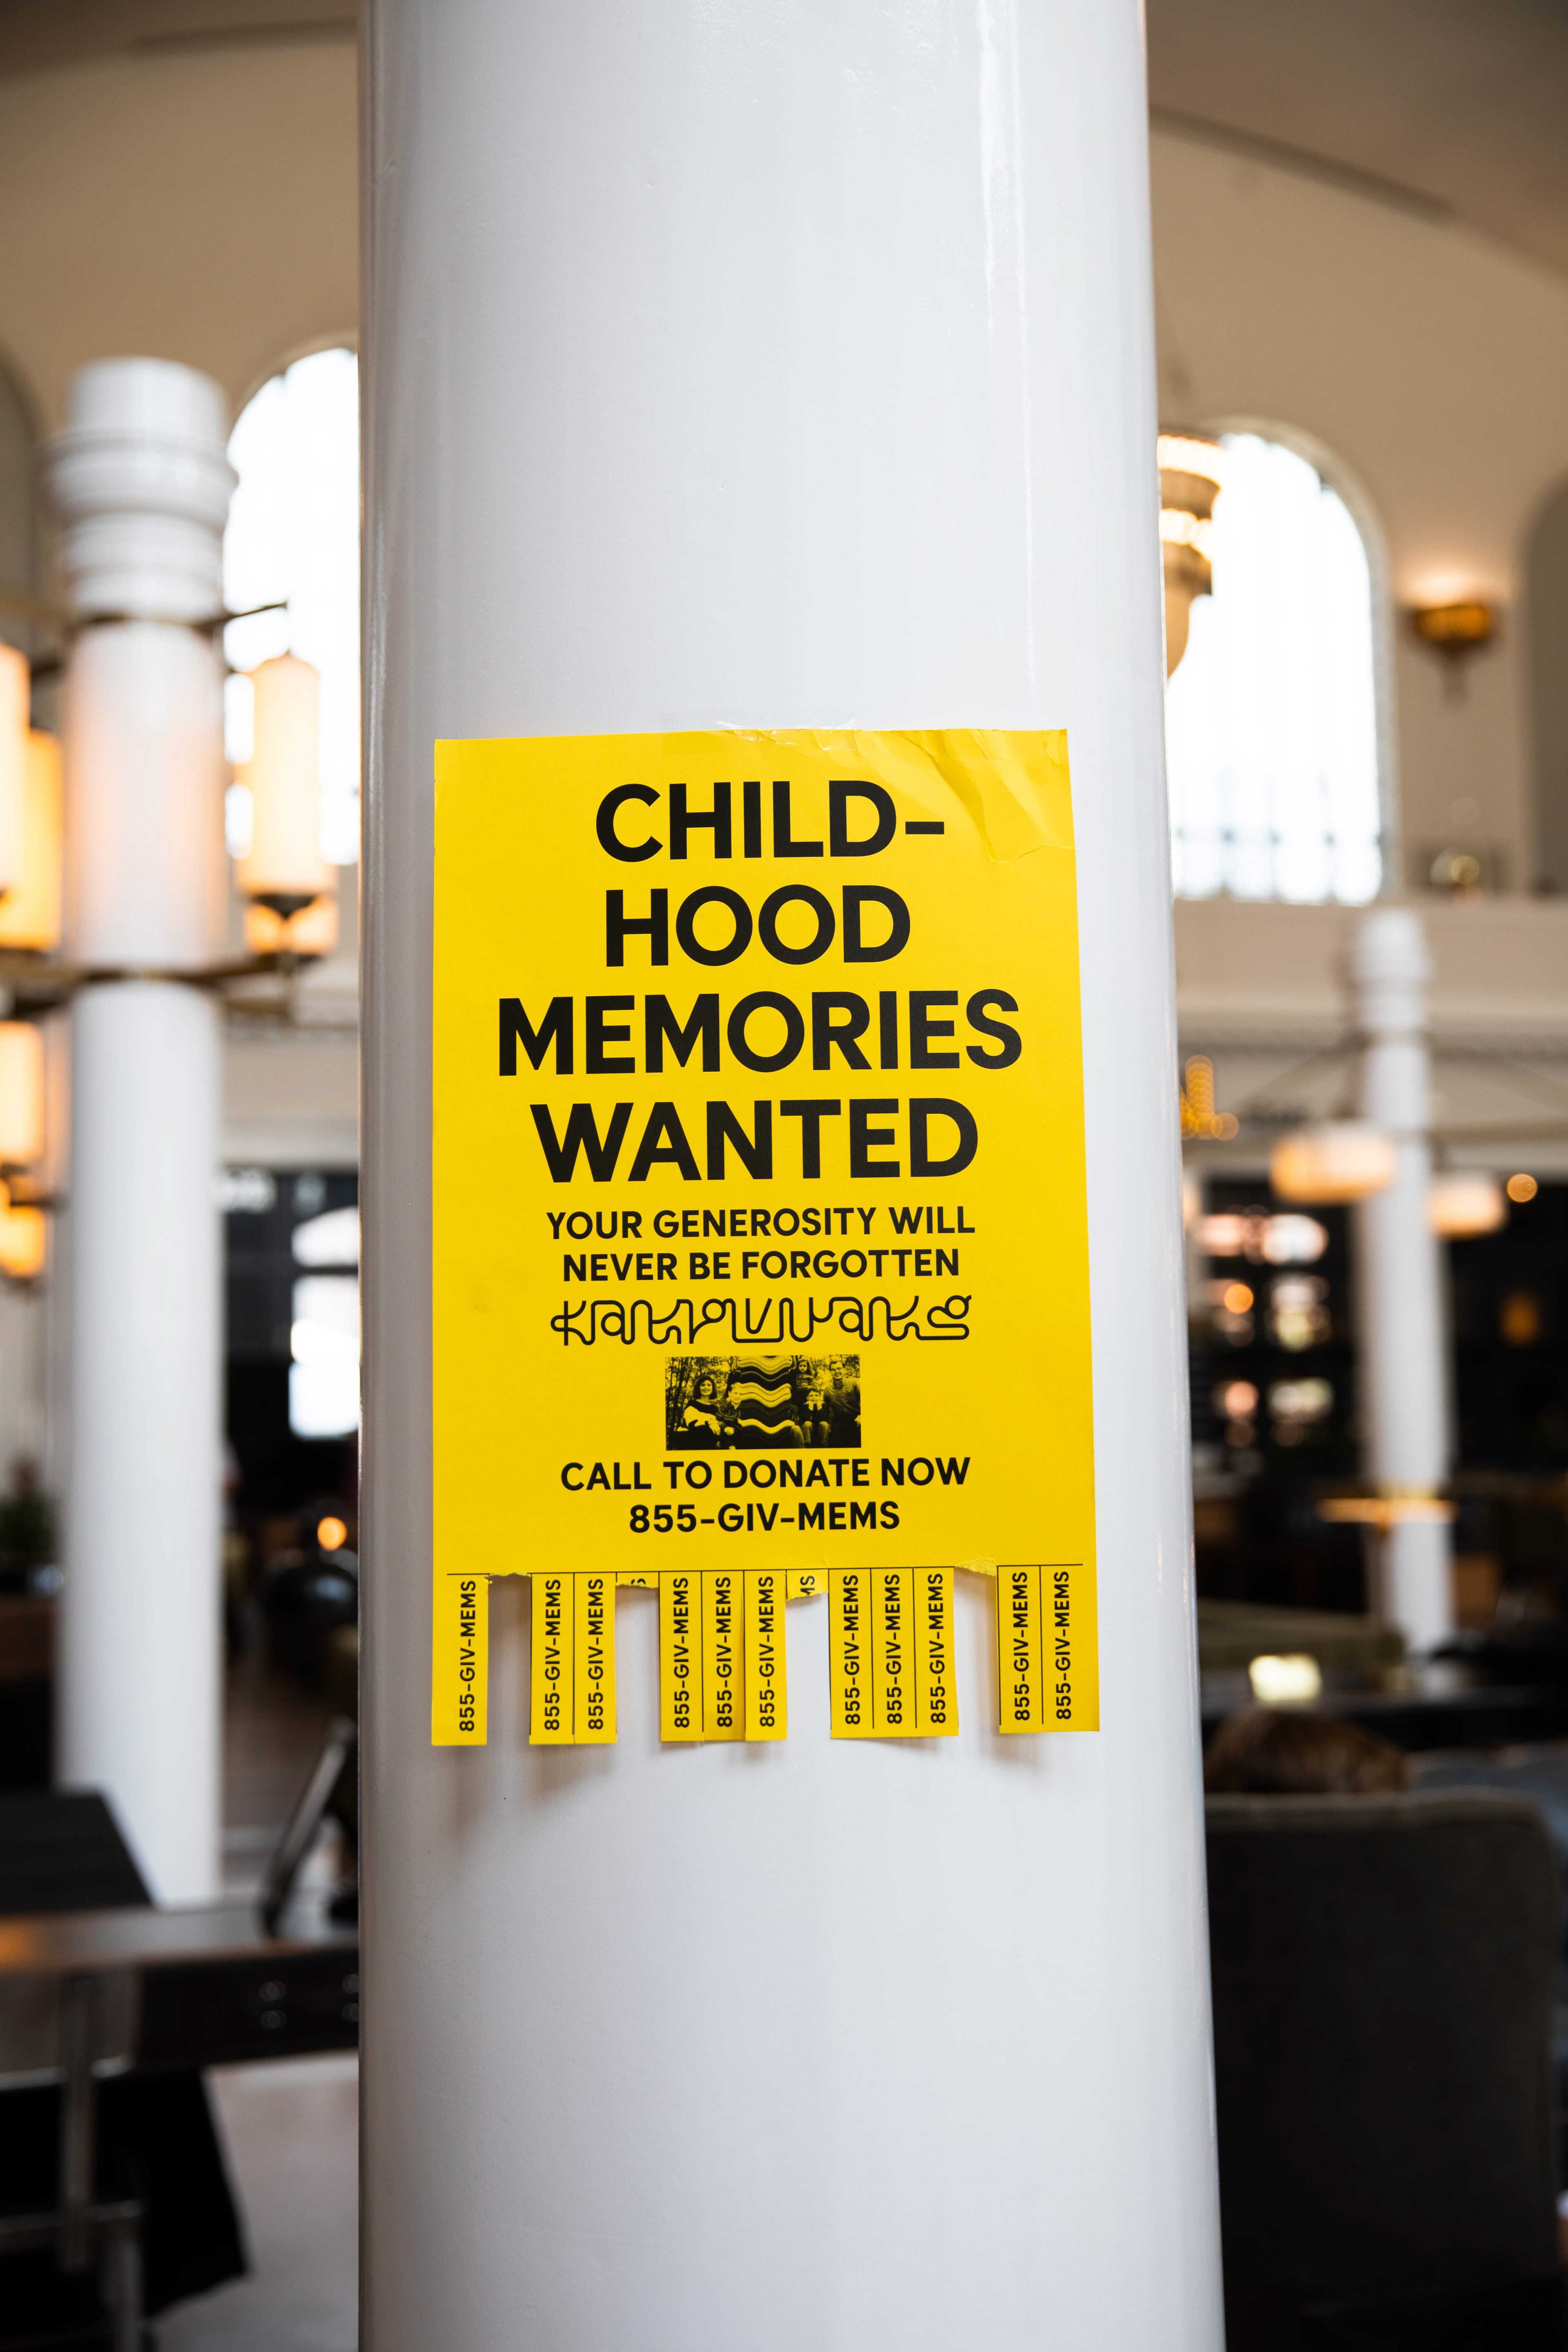 CHILD-
HOOD
MEMORIES
WANTED
YOUR GENEROSITY WILL
NEVER BE FORGOTTEN
CALL TO DONATE NOW
855-GIV-MEMS
855-GIV-MEMS
855-GIV-MEMS
855-GIV-MEMS
S
855-GIV-MEMS
855-GIV-MEMS
855-GIV-MEMS
MS
855-GIV-MEMS
855-GIV-MEMS
855-GIV-MEMS
855-GIV-MEMS
855-GIV-MEMS